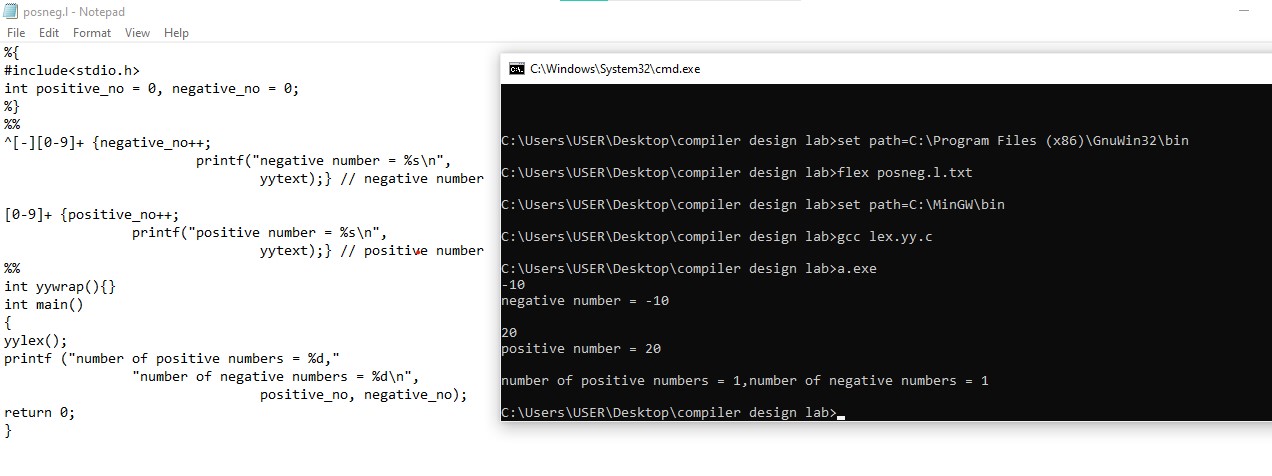 posneg.l - Notepad
File Edit Format View Help
%{
#include<stdio.h>
int positive_no = 0, negative_no = 0;
%}
%%
^[-][0-9]+ {negative_no++;
printf("negative number = %s\n",
yytext);} // negative number
[0-9]+ {positive_no++;
printf("positive number = %s\n",
yytext);} // positive number
%%
int yywrap(){}
int main()
{
yylex();
printf ("number of positive numbers = %d,"
"number of negative numbers = %d\n",
positive_no, negative_no);
return 0;
}
C:\Windows\System32\cmd.exe
C:\Users\USER\Desktop\compiler design lab>set path=C:\Program Files (x86)\GnuWin32\bin
C:\Users\USER\Desktop\compiler design lab>flex posneg.l.txt
C:\Users\USER\Desktop\compiler design lab>set path=C:\MinGW\bin
C:\Users\USER\Desktop\compiler design lab>gcc lex.yy.c
C:\Users\USER\Desktop\compiler design lab>a.exe
-10
negative number = -10
20
positive number = 20
number of positive numbers = 1,number of negative numbers = 1
C:\Users\USER\Desktop\compiler design lab>